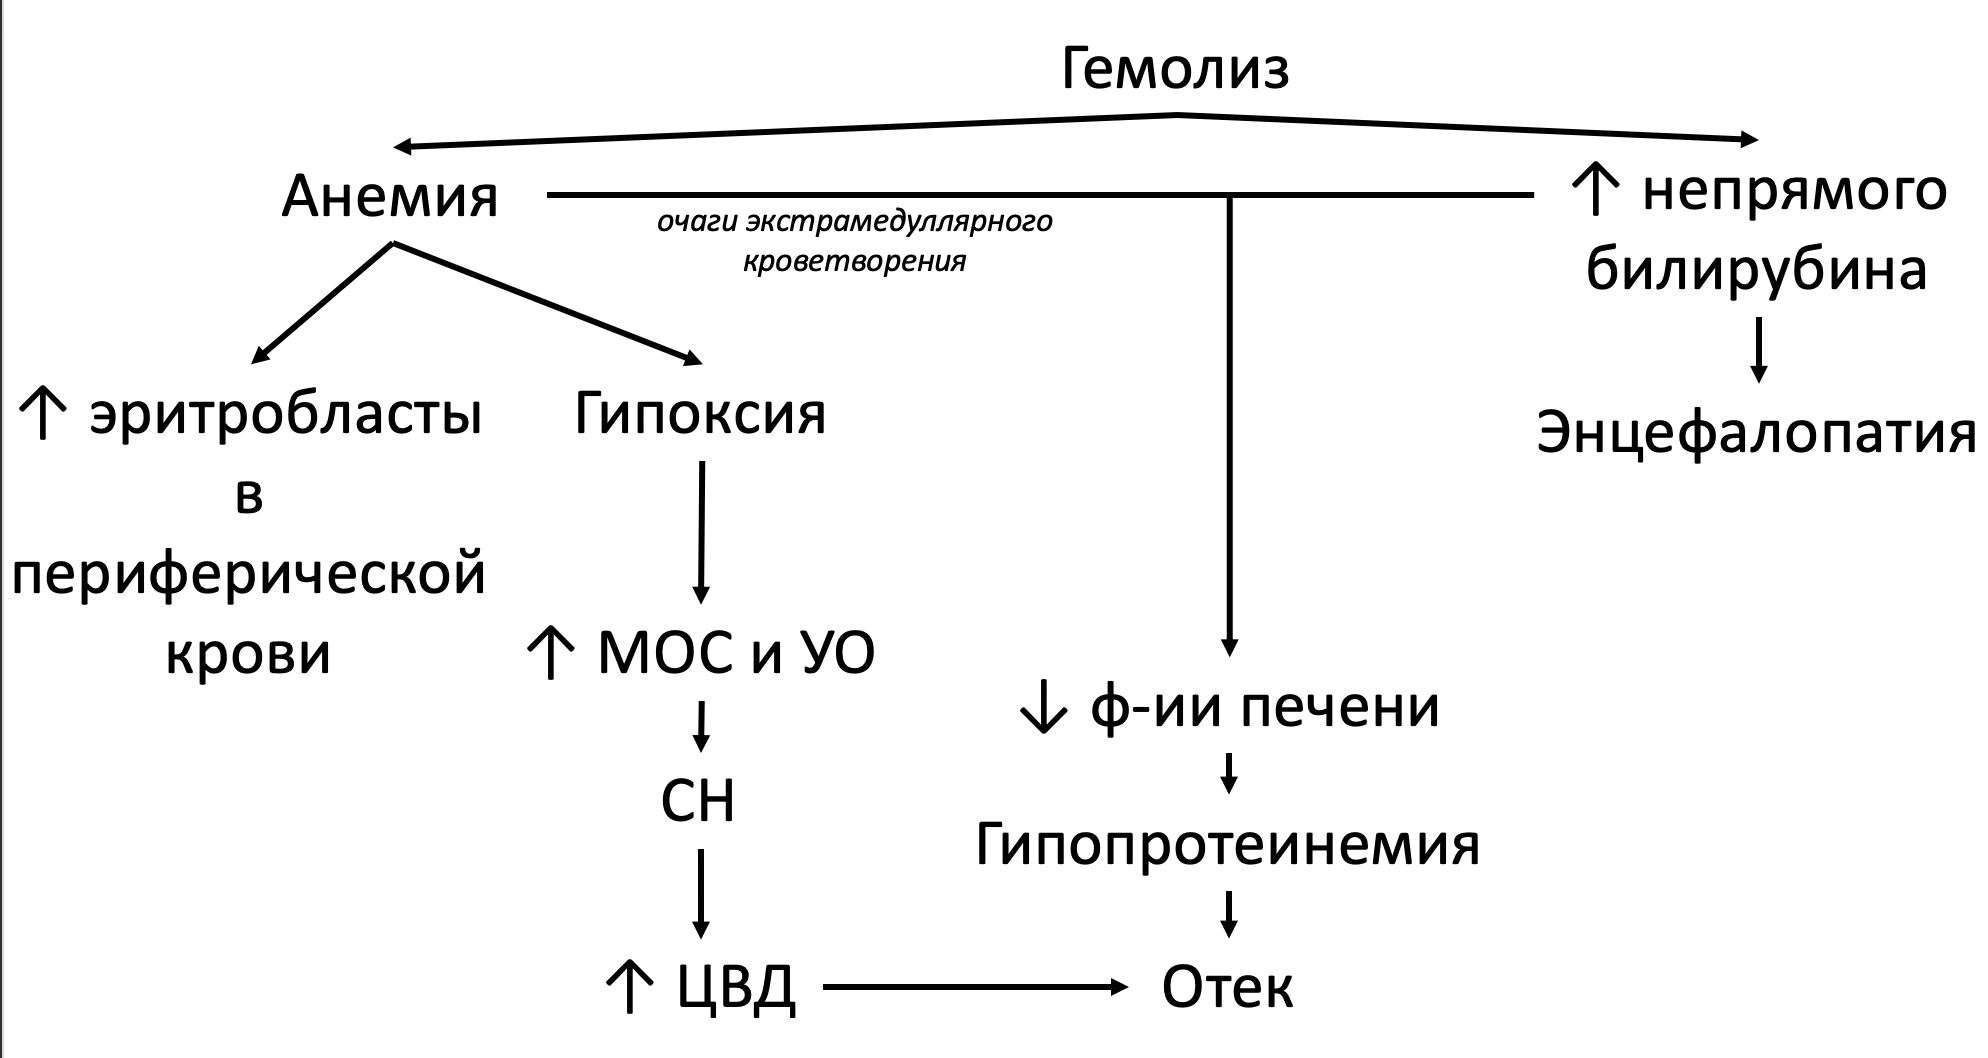 Гемолиз
Анемия
↑ непрямого
билирубина
очаги экстрамедуллярного
кроветворения
↑ эритробласты
в
периферической
крови
Гипоксия
Энцефалопатия
↑ МОС и УО
↓ ф-ии печени
СН
Гипопротеинемия
↑ ЦВД
Отек